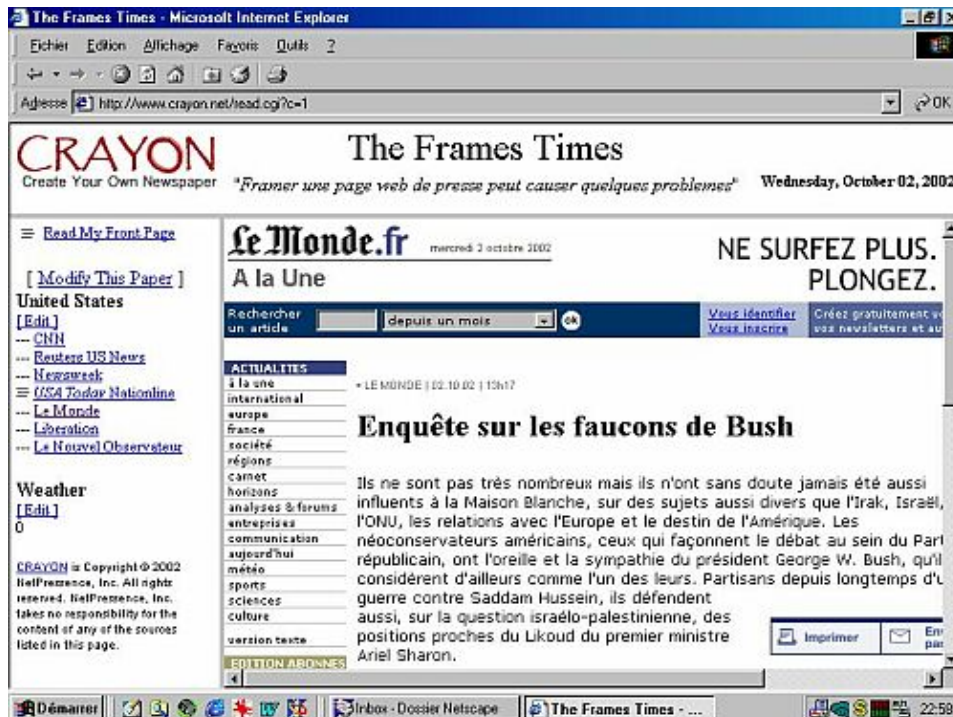 The Frames Times - Microsoft Internet Explorer
Fichier Edition Affichage Favoris Outils ?
Adresse http://www.crayon.net/read.cgi?c=1 OK
CRAYON
Create Your Own Newspaper
The Frames Times
"Framer une page web de presse peut causer quelques problemes"
Wednesday, October 02, 2002
Read My Front Page
[ Modify This Paper ]
United States
[Edit]
--- CNN
--- Reuters US News
--- Newsweek
USA Today Nationline
--- Le Monde
--- Liberation
--- Le Nouvel Observateur
Weather
[Edit]
0
CRAYON is Copyright © 2002
NetPressence, Inc. All rights
reserved. NetPressence, Inc.
takes no responsibility for the
content of any of the sources
listed in this page.
Le Monde.fr
mercredi 2 octobre 2002
A la Une
NE SURFEZ PLUS.
PLONGEZ.
Rechercher
un article
depuis un mois
ok
Vous identifier
Vous inscrire
Créez gratuitement
vos newsletters et
ACTUALITES
à la une
international
europe
france
société
régions
carnet
horizons
analyses & forums
entreprises
communication
aujourd'hui
météo
sports
sciences
culture
version texte
EDITION ABONNES
• LE MONDE | 02.10.02 | 13h17
Enquête sur les faucons de Bush
Ils ne sont pas très nombreux mais ils n'ont sans doute jamais été aussi
influents à la Maison Blanche, sur des sujets aussi divers que l'Irak, Israël,
l'ONU, les relations avec l'Europe et le destin de l'Amérique. Les
néoconservateurs américains, ceux qui façonnent le débat au sein du Part
républicain, ont l'oreille et la sympathie du président George W. Bush, qu'il
considèrent d'ailleurs comme l'un des leurs. Partisans depuis longtemps d'u
guerre contre Saddam Hussein, ils défendent
aussi, sur la question israélo-palestinienne, des
positions proches du Likoud du premier ministre
Ariel Sharon.
Imprimer
Démarrer
Inbox - Dossier Netscape
The Frames Times - ...
22:59